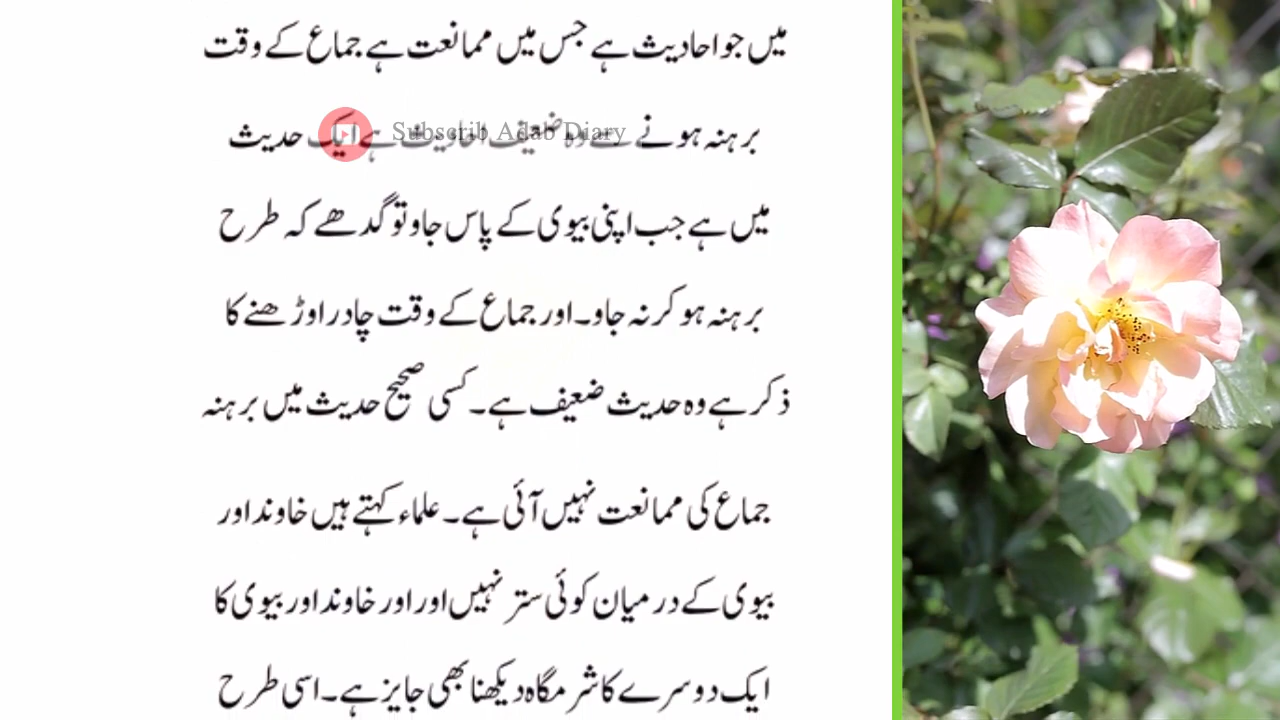 میں جو احادیث ہے جس میں ممانعت ہے جماع کے وقت
برہنہ ہونے سے وہ ضعیف احادیث ہے ایک حدیث
Subscrib Adab Diary
میں ہے جب اپنی بیوی کے پاس جاو تو گدھے کہ طرح
برہنہ ہو کر نہ جاو۔ اور جماع کے وقت چادر اوڑھنے کا
ذکر ہے وہ حدیث ضعیف ہے۔ کسی صحیح حدیث میں برہنہ
جماع کی ممانعت نہیں آئی ہے۔ علماء کہتے ہیں خاوند اور
بیوی کے درمیان کوئی ستر نہیں اور اور خاوند اور بیوی کا
ایک دوسرے کا شرمگاہ دیکھنا بھی جایز ہے۔ اسی طرح